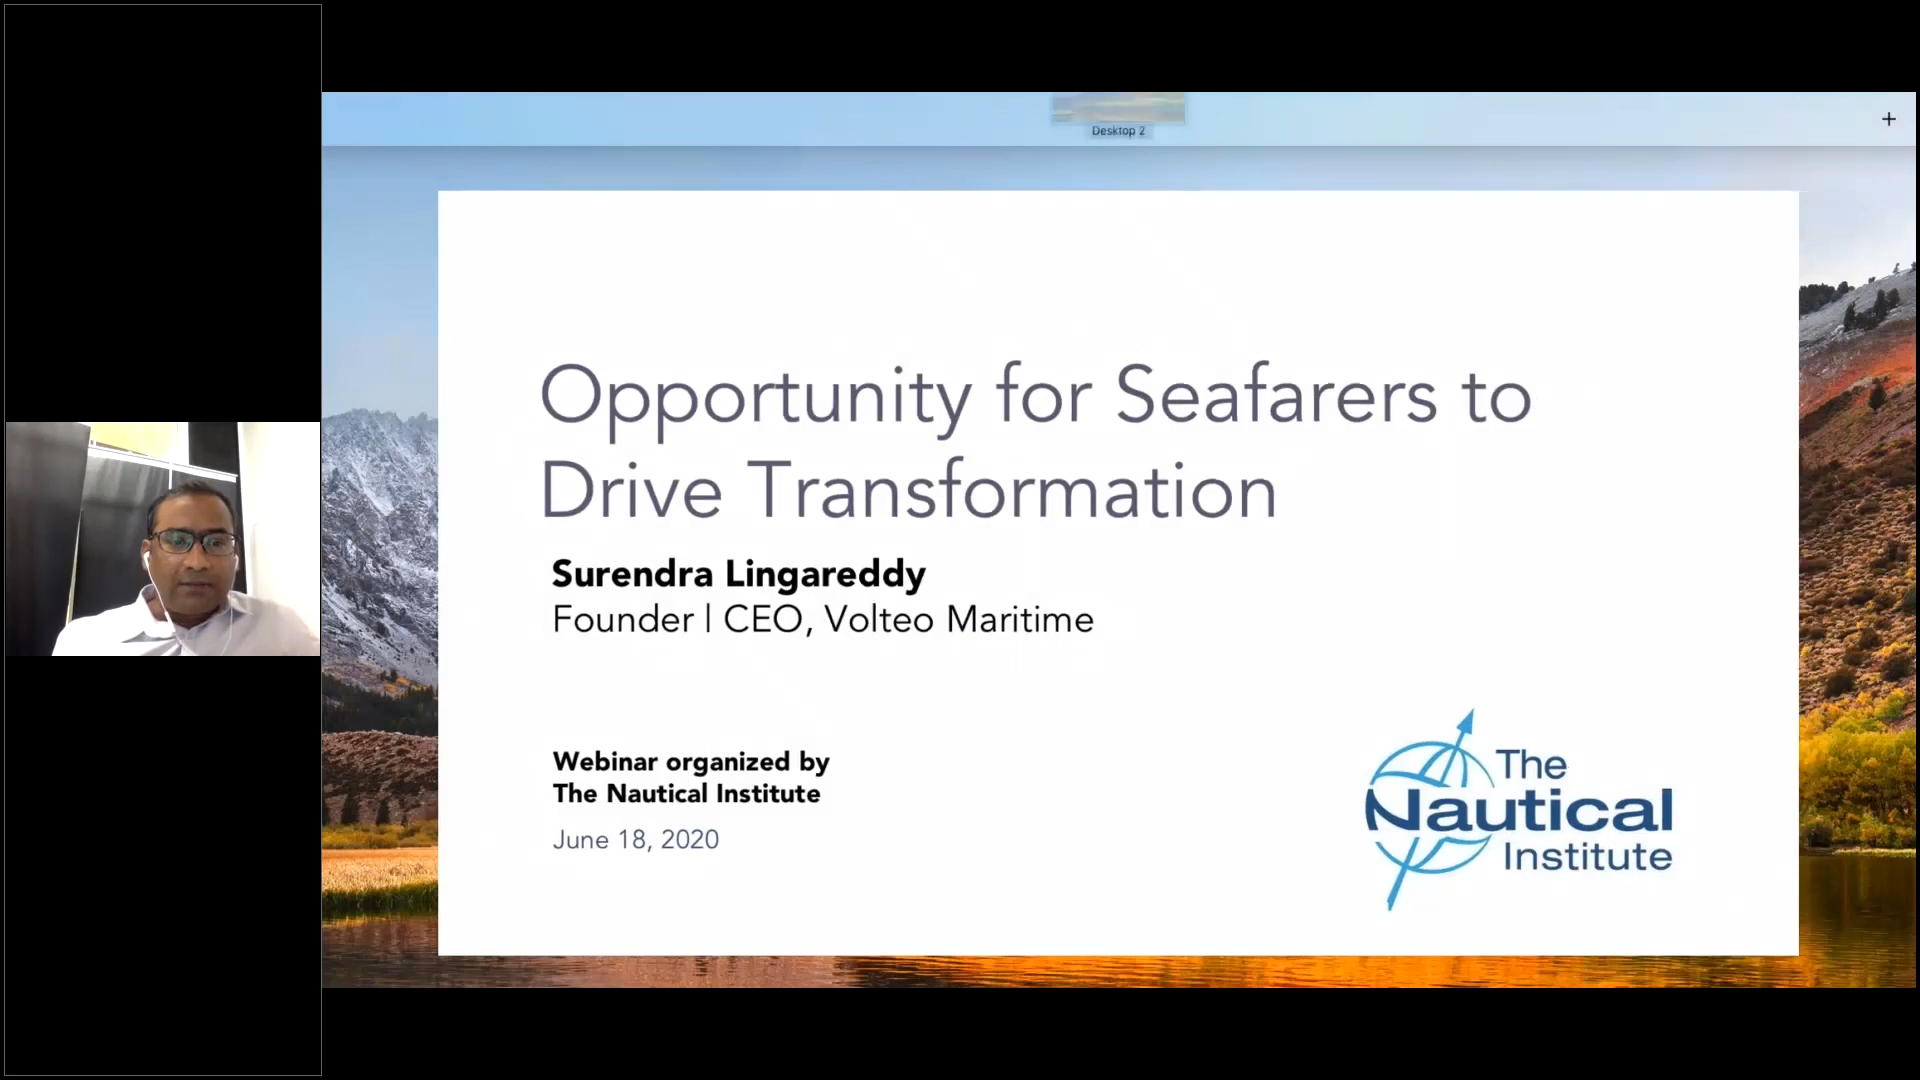 Desktop 2
+
Opportunity for Seafarers to
Drive Transformation
Surendra Lingareddy
Founder | CEO, Volteo Maritime
Webinar organized by
The Nautical Institute
June 18, 2020
The
Nautical
Institute